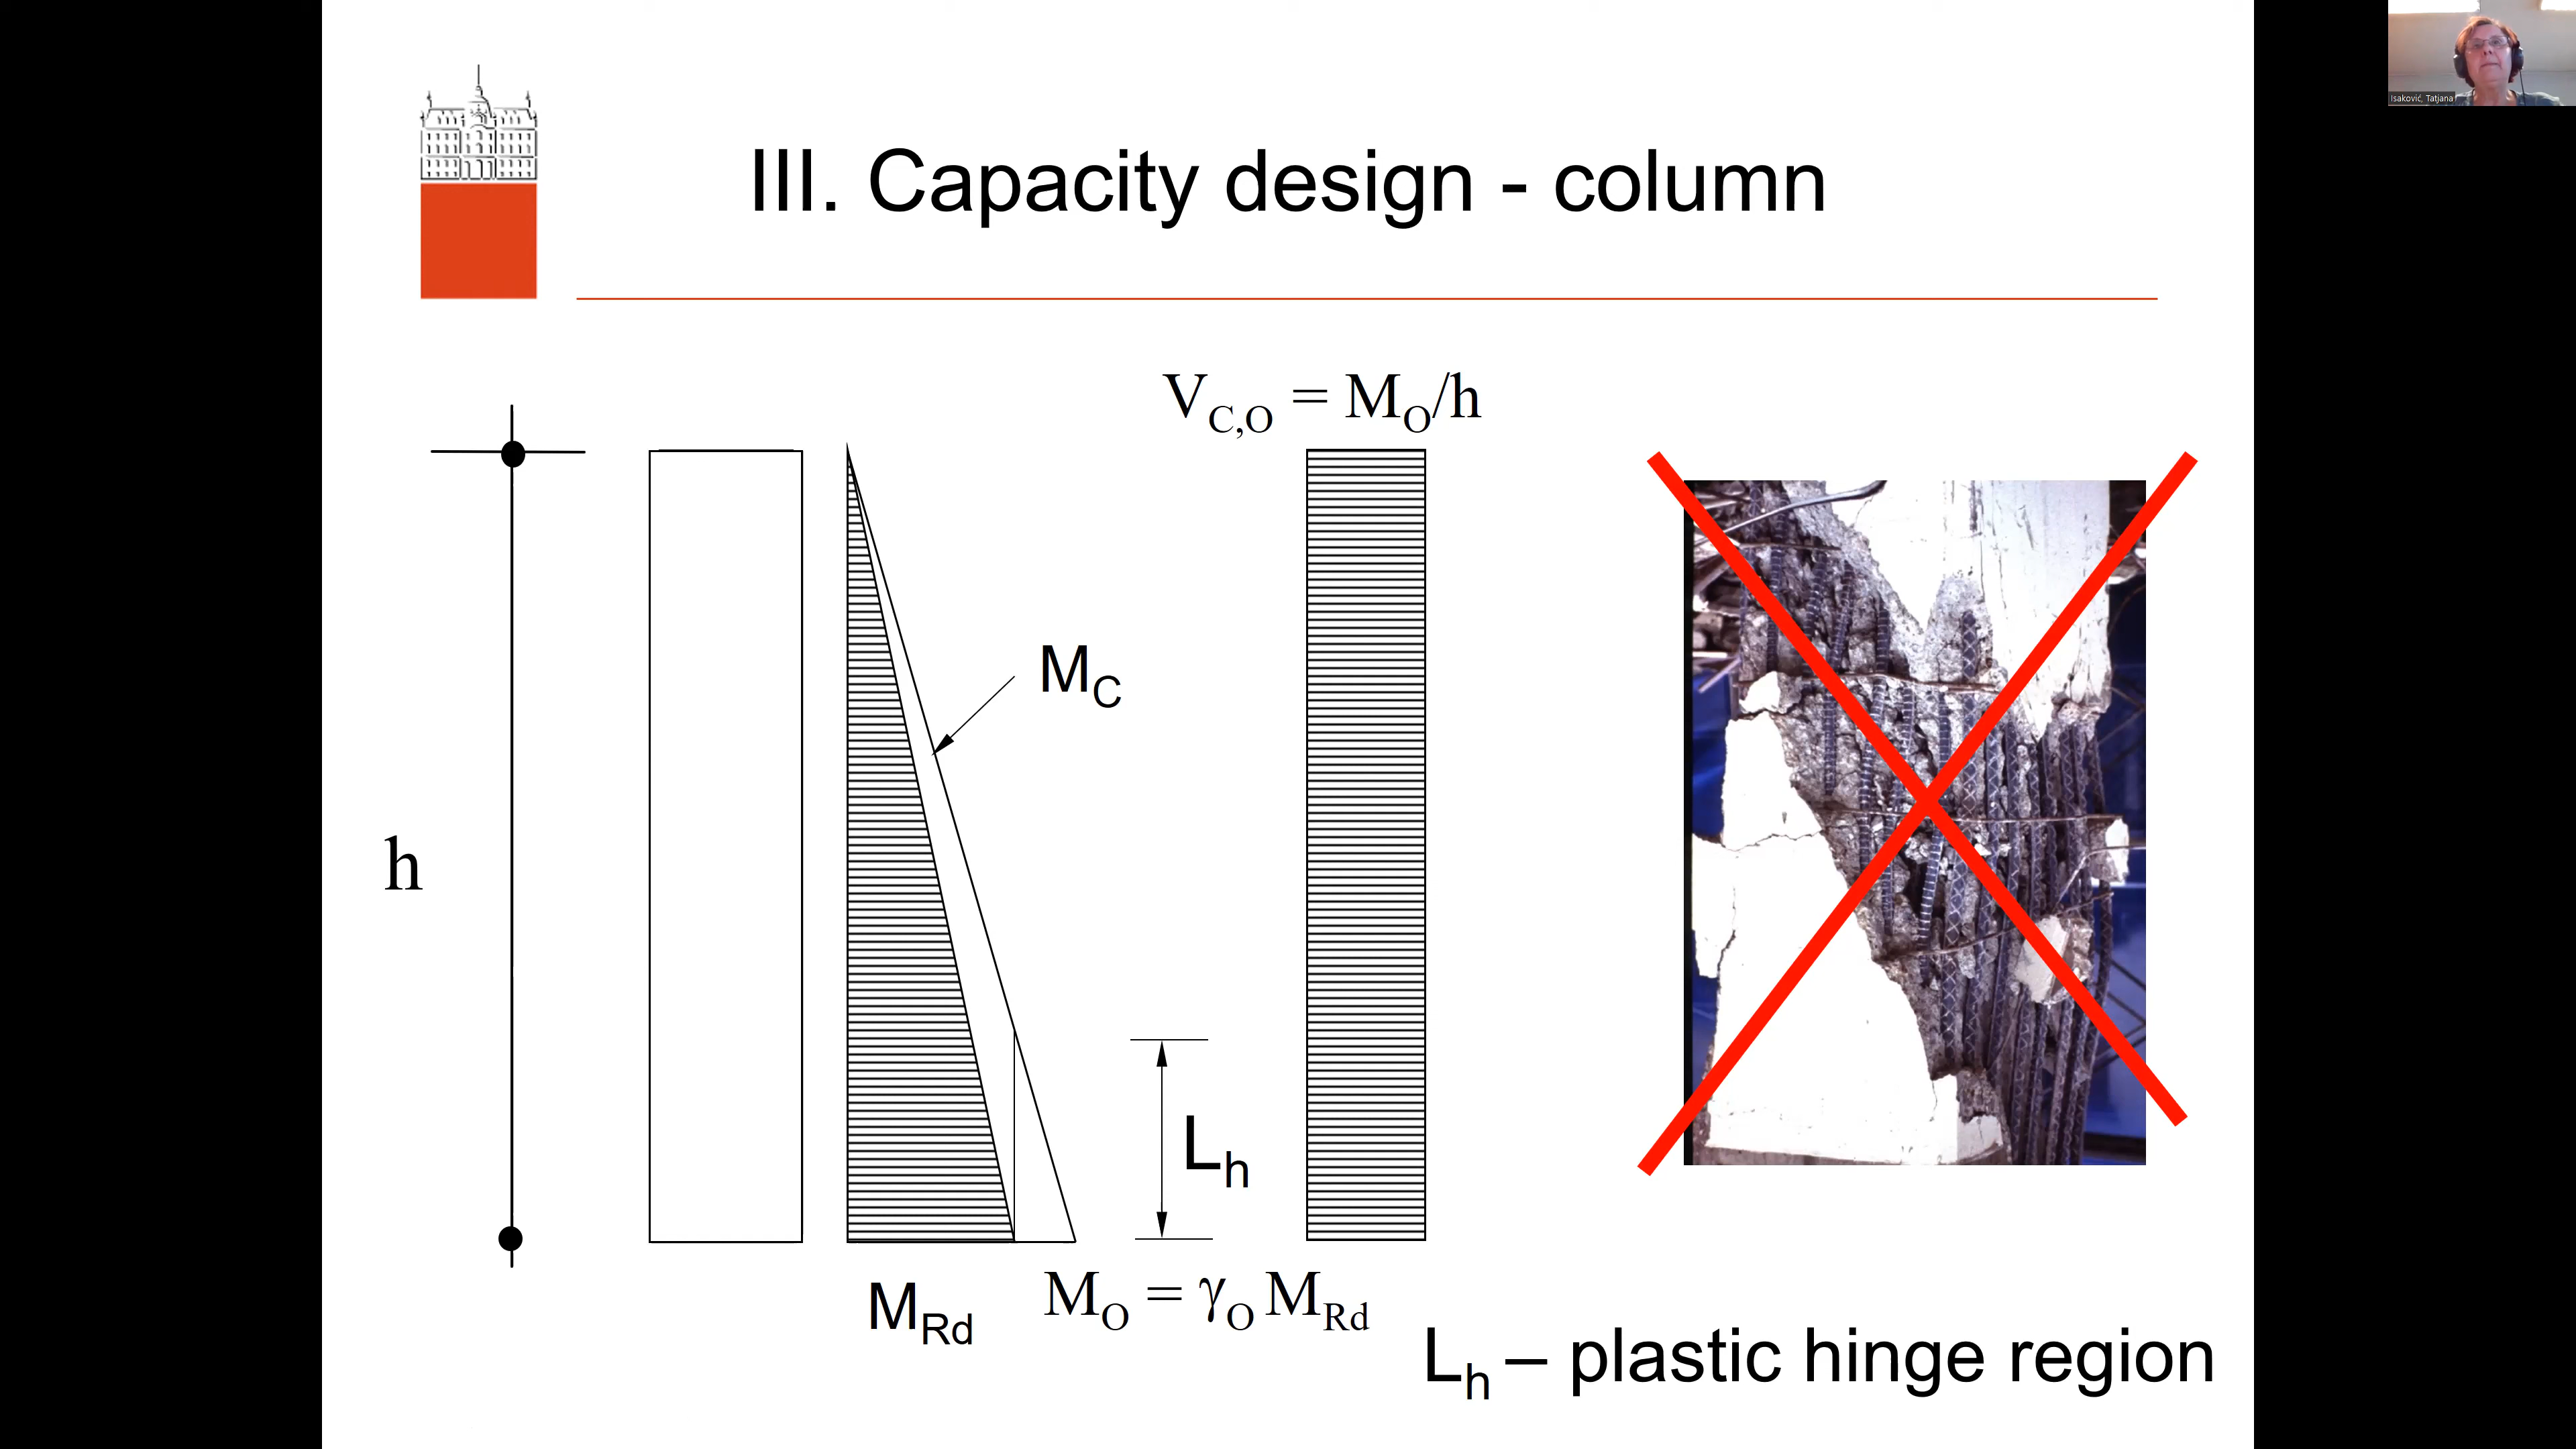 Isaković, Tatjana
III. Capacity design - column
V_C,O = M_O/h
M_C
h
L_h
M_Rd
M_O = γ_O M_Rd
L_h – plastic hinge region